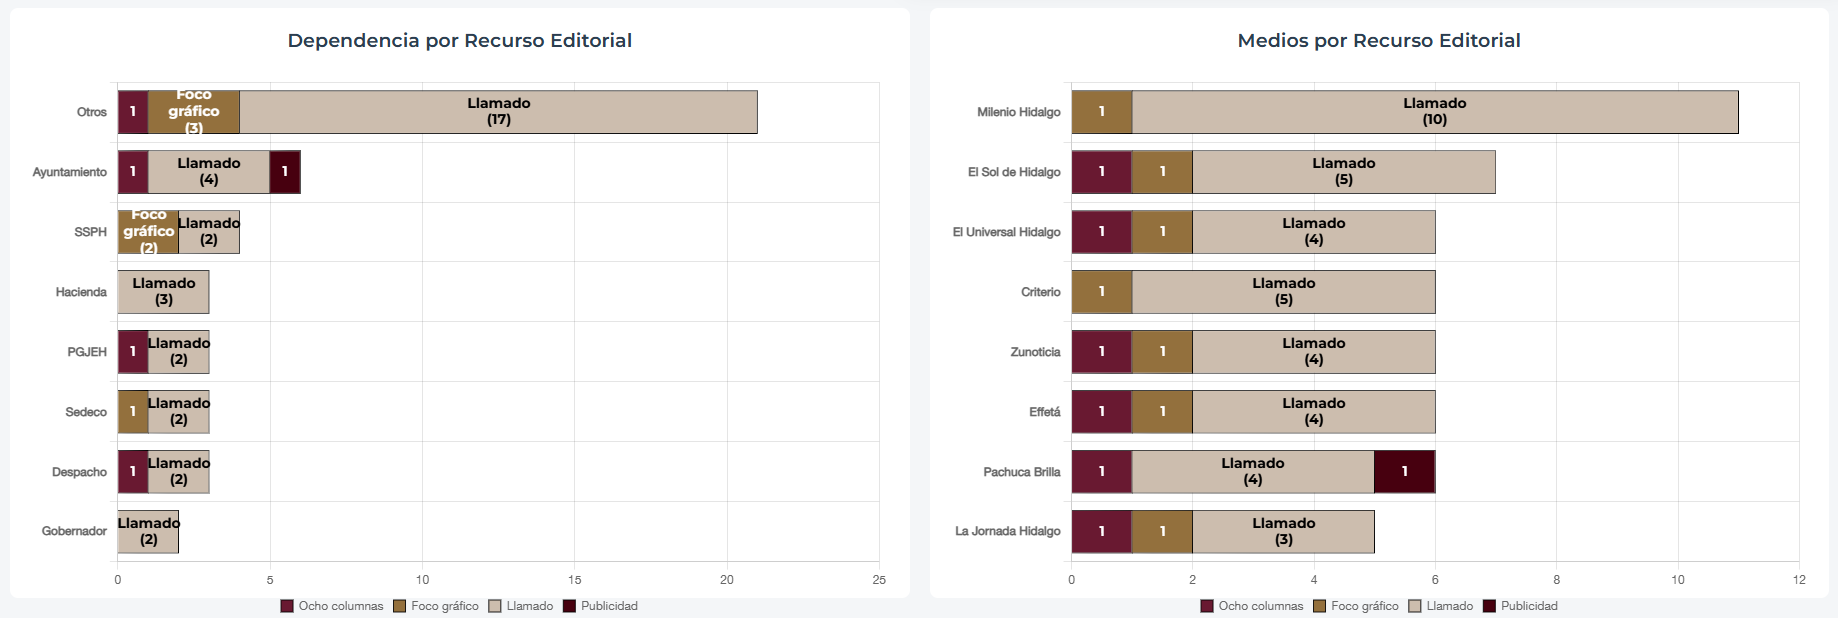 Dependencia por Recurso Editorial
Otros
1
Foco
gráfico
(3)
Llamado
(17)
Ayuntamiento
1
Llamado
(4)
1
SSPH
Foco
gráfico
(2)
Llamado
(2)
Hacienda
Llamado
(3)
PGJEH
1
Llamado
(2)
Sedeco
1
Llamado
(2)
Despacho
1
Llamado
(2)
Gobernador
Llamado
(2)
0 5 10 15 20 25
Ocho columnas Foco gráfico Llamado Publicidad
Medios por Recurso Editorial
Milenio Hidalgo
1
Llamado
(10)
El Sol de Hidalgo
1
1
Llamado
(5)
El Universal Hidalgo
1
1
Llamado
(4)
Criterio
1
Llamado
(5)
Zunoticia
1
1
Llamado
(4)
Effetá
1
1
Llamado
(4)
Pachuca Brilla
1
Llamado
(4)
1
La Jornada Hidalgo
1
1
Llamado
(3)
0 2 4 6 8 10 12
Ocho columnas Foco gráfico Llamado Publicidad